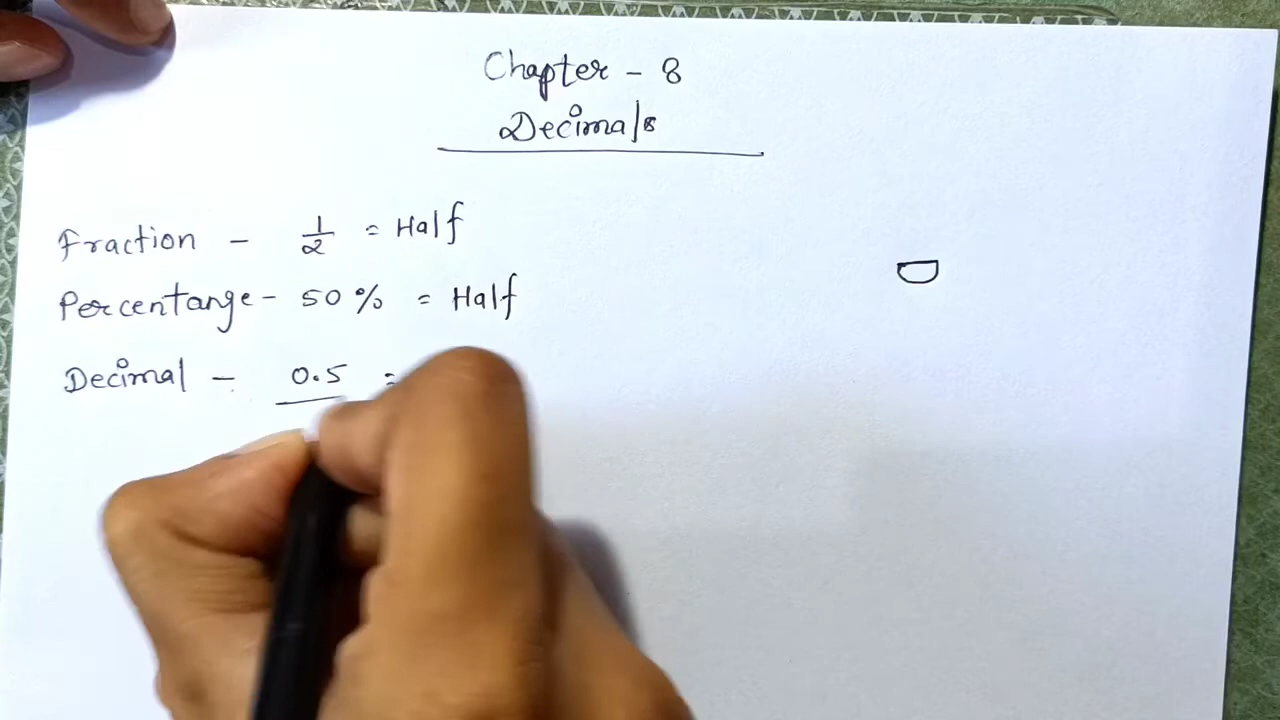 Chapter - 8
Decimals
Fraction - 1/2 = Half
Percentange - 50% = Half
Decimal - 0.5 =